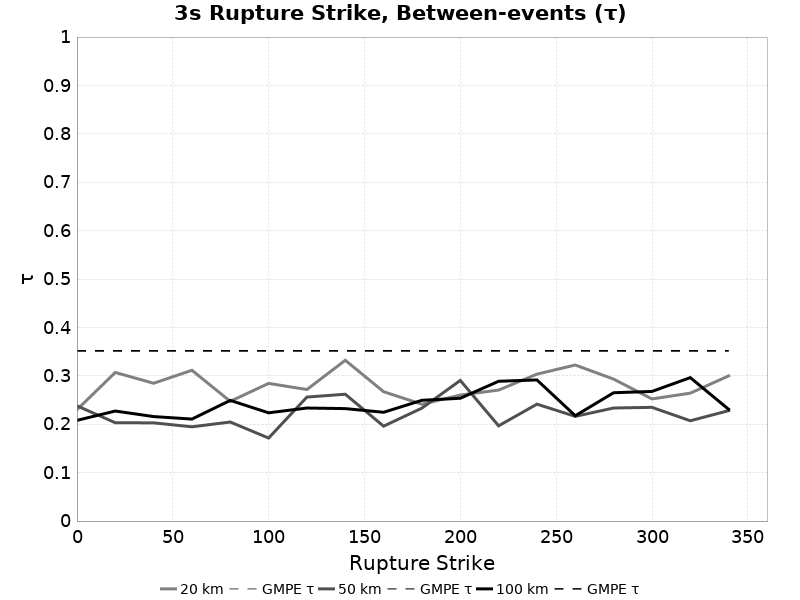 3s Rupture Strike, Between-events (τ)
1
0.9
0.8
0.7
0.6
0.5
0.4
0.3
0.2
0.1
0
τ
0 50 100 150 200 250 300 350
Rupture Strike
20 km GMPE τ 50 km GMPE τ 100 km GMPE τ